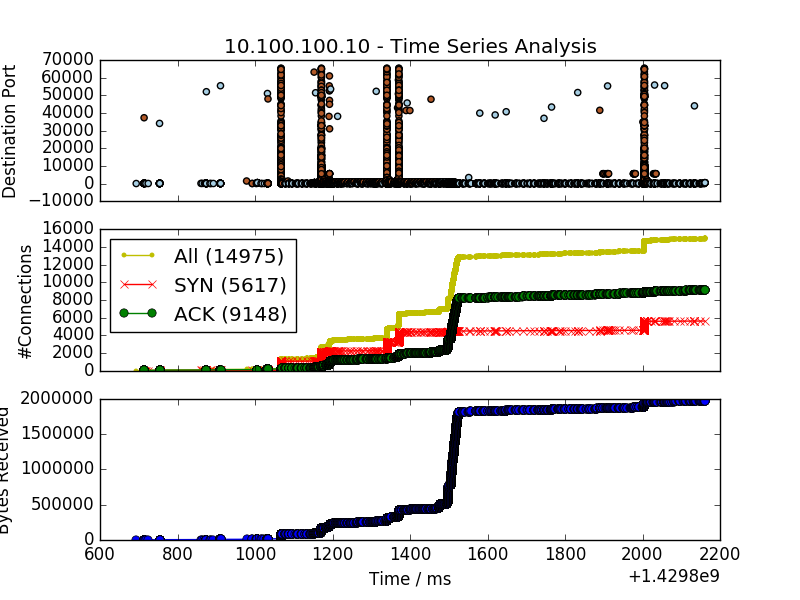 10.100.100.10 - Time Series Analysis
Destination Port
70000
60000
50000
40000
30000
20000
10000
0
−10000
#Connections
16000
14000
12000
10000
8000
6000
4000
2000
0
All (14975)
SYN (5617)
ACK (9148)
Bytes Received
2000000
1500000
1000000
500000
0
600 800 1000 1200 1400 1600 1800 2000 2200
Time / ms
+1.4298e9